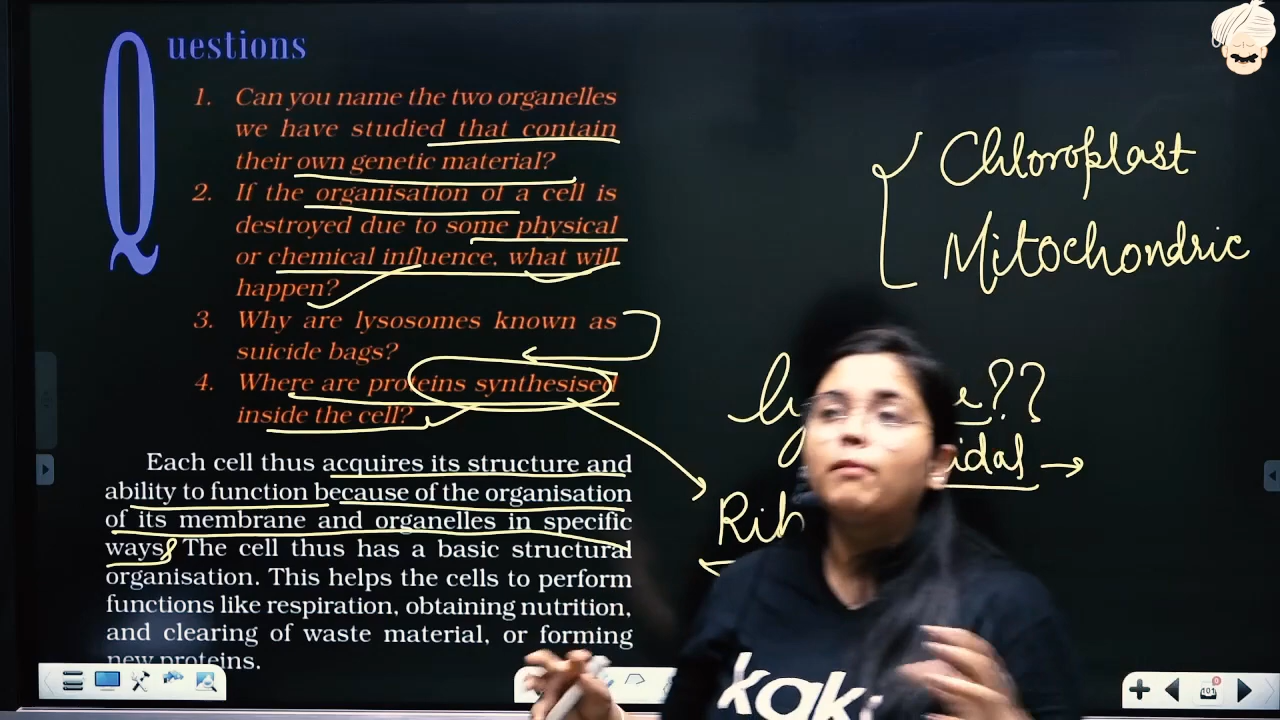 Questions
1. Can you name the two organelles
we have studied that contain
their own genetic material?
2. If the organisation of a cell is
destroyed due to some physical
or chemical influence, what will
happen?
3. Why are lysosomes known as
suicide bags?
4. Where are proteins synthesised
inside the cell?
Each cell thus acquires its structure and
ability to function because of the organisation
of its membrane and organelles in specific
ways. The cell thus has a basic structural
organisation. This helps the cells to perform
functions like respiration, obtaining nutrition,
and clearing of waste material, or forming
new proteins.
Chloroplast
Mitochondric